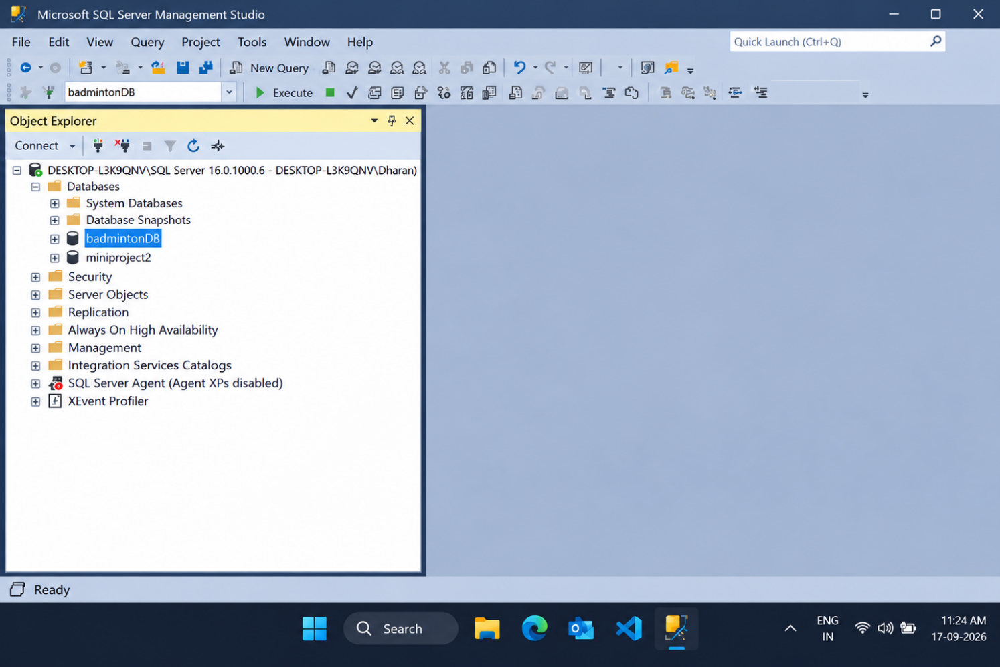 Microsoft SQL Server Management Studio
File Edit View Query Project Tools Window Help
Quick Launch (Ctrl+Q)
New Query
badmintonDB
Execute
Object Explorer
Connect
DESKTOP-L3K9QNV\SQL Server 16.0.1000.6 - DESKTOP-L3K9QNV\Dharan)
Databases
System Databases
Database Snapshots
badmintonDB
miniproject2
Security
Server Objects
Replication
Always On High Availability
Management
Integration Services Catalogs
SQL Server Agent (Agent XPs disabled)
XEvent Profiler
Ready
Search
ENG
IN
11:24 AM
17-09-2026